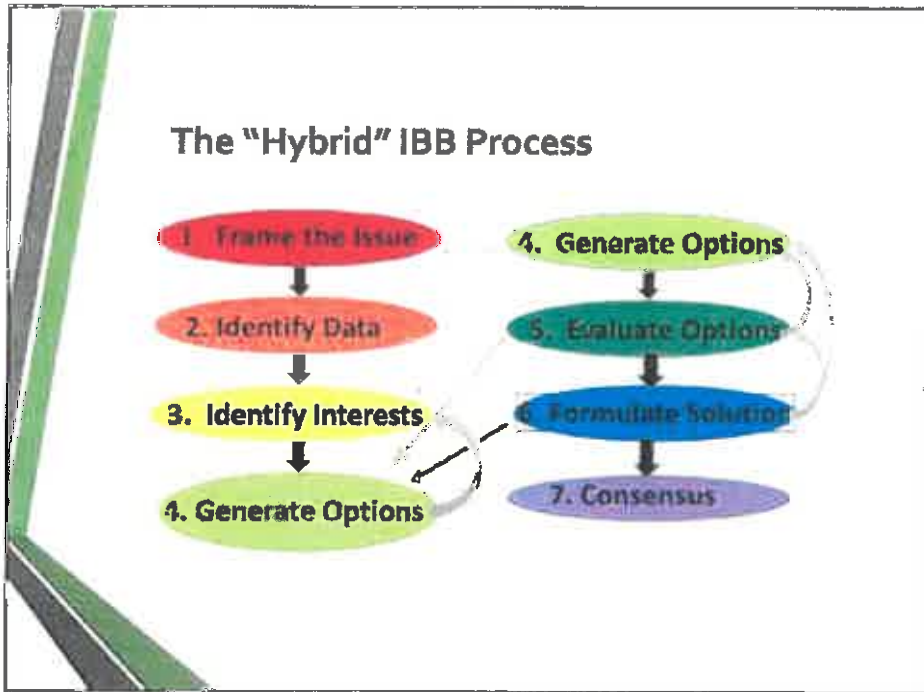 The "Hybrid" IBB Process
1 Frame the Issue
2. Identify Data
3. Identify Interests
4. Generate Options
4. Generate Options
5. Evaluate Options
6 Formulate Solution
7. Consensus